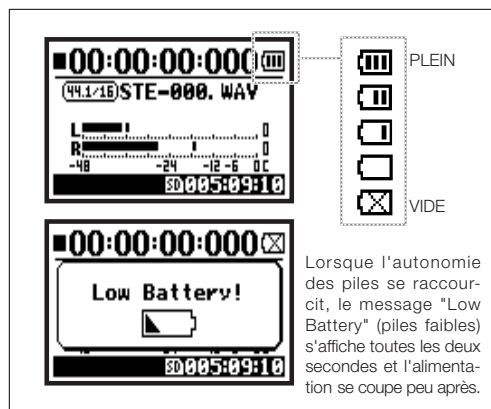 00:00:00:000
44.1/16 STE-000.WAV
L 0
R 0
-48 -24 -12 -6 0C
SD 005:09:10
PLEIN
VIDE
00:00:00:000
Low Battery!
SD 005:09:10
Lorsque l'autonomie
des piles se raccour-
cit, le message "Low
Battery" (piles faibles)
s'affiche toutes les deux
secondes et l'alimenta-
tion se coupe peu après.